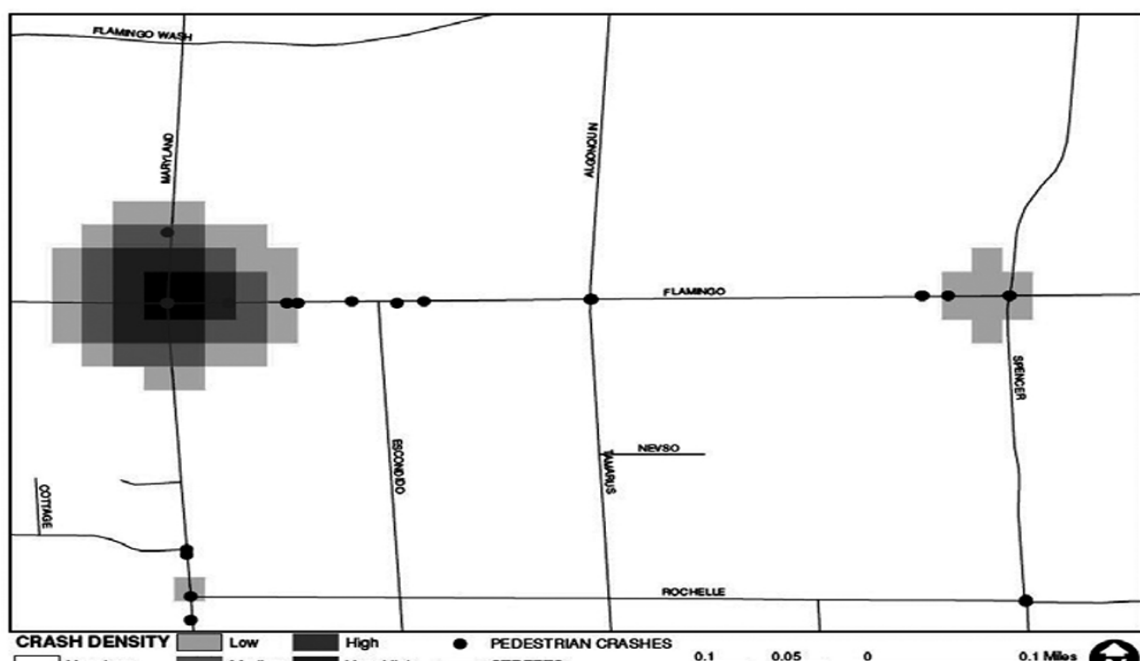 FLAMINGO WASH
MARYLAND
ALGONQUIN
FLAMINGO
SPENCER
ESCONDIDO
NEVSO
TAMARUS
COTTAGE
ROCHELLE
CRASH DENSITY Low High PEDESTRIAN CRASHES
0.1 0.05 0 0.1 Miles